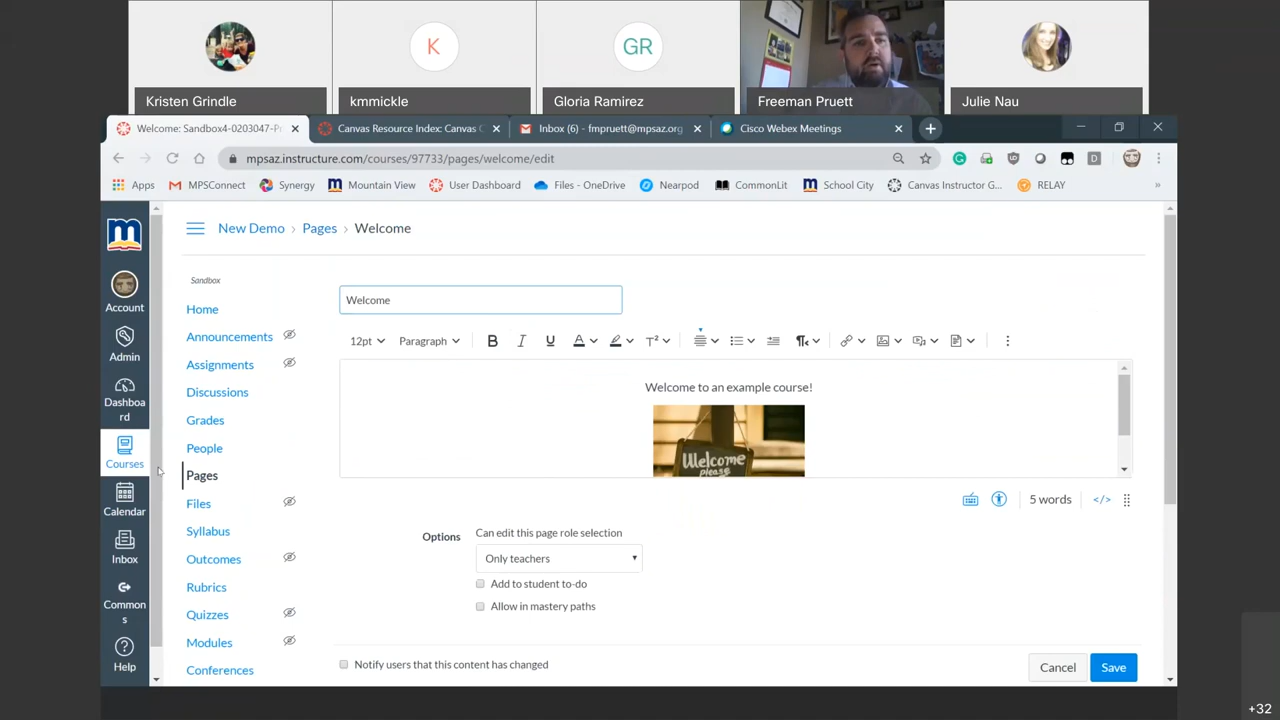 K
GR
Kristen Grindle
kmmickle
Gloria Ramirez
Freeman Pruett
Julie Nau
Welcome: Sandbox4-0203047-Pr
Canvas Resource Index: Canvas C
Inbox (6) - fmpruett@mpsaz.org
Cisco Webex Meetings
mpsaz.instructure.com/courses/97733/pages/welcome/edit
Apps
MPSConnect
Synergy
Mountain View
User Dashboard
Files - OneDrive
Nearpod
CommonLit
School City
Canvas Instructor G...
RELAY
New Demo › Pages › Welcome
Account
Admin
Dashboa
rd
Courses
Calendar
Inbox
Common
s
Help
Sandbox
Home
Announcements
Assignments
Discussions
Grades
People
Pages
Files
Syllabus
Outcomes
Rubrics
Quizzes
Modules
Conferences
Welcome
12pt
Paragraph
B I U A T²
Welcome to an example course!
Welcome
please
5 words
</>
Options
Can edit this page role selection
Only teachers
Add to student to-do
Allow in mastery paths
Notify users that this content has changed
Cancel
Save
+32